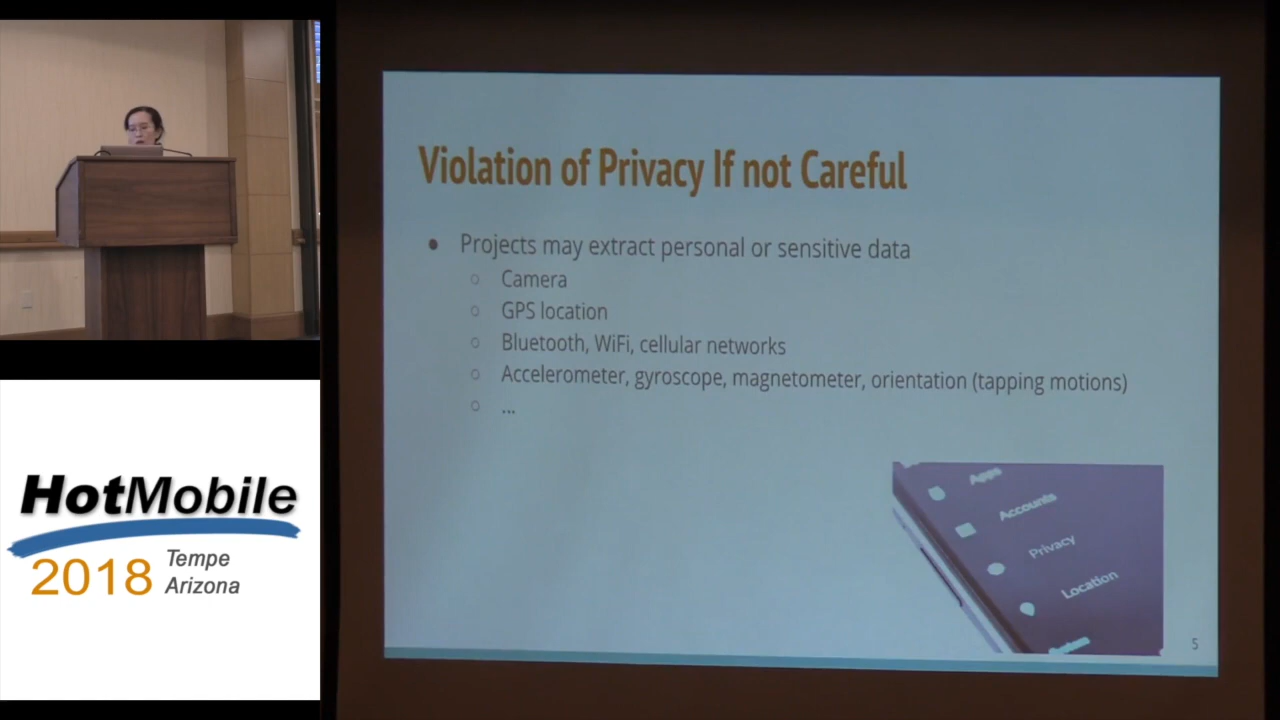 Violation of Privacy If not Careful
● Projects may extract personal or sensitive data
○ Camera
○ GPS location
○ Bluetooth, WiFi, cellular networks
○ Accelerometer, gyroscope, magnetometer, orientation (tapping motions)
○ ...
Apps
Accounts
Privacy
Location
5
HotMobile
2018 Tempe
Arizona